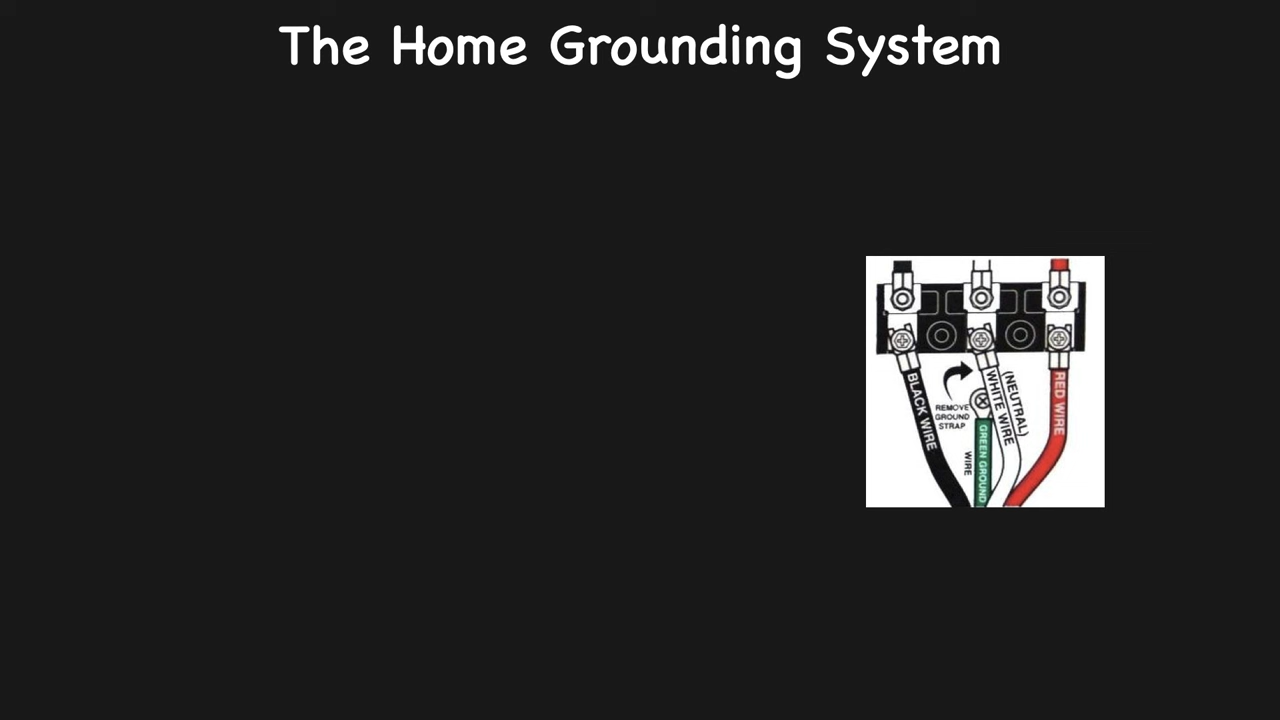 The Home Grounding System
BLACK WIRE
REMOVE
GROUND
STRAP
WHITE WIRE
(NEUTRAL)
GREEN GROUND
WIRE
RED WIRE